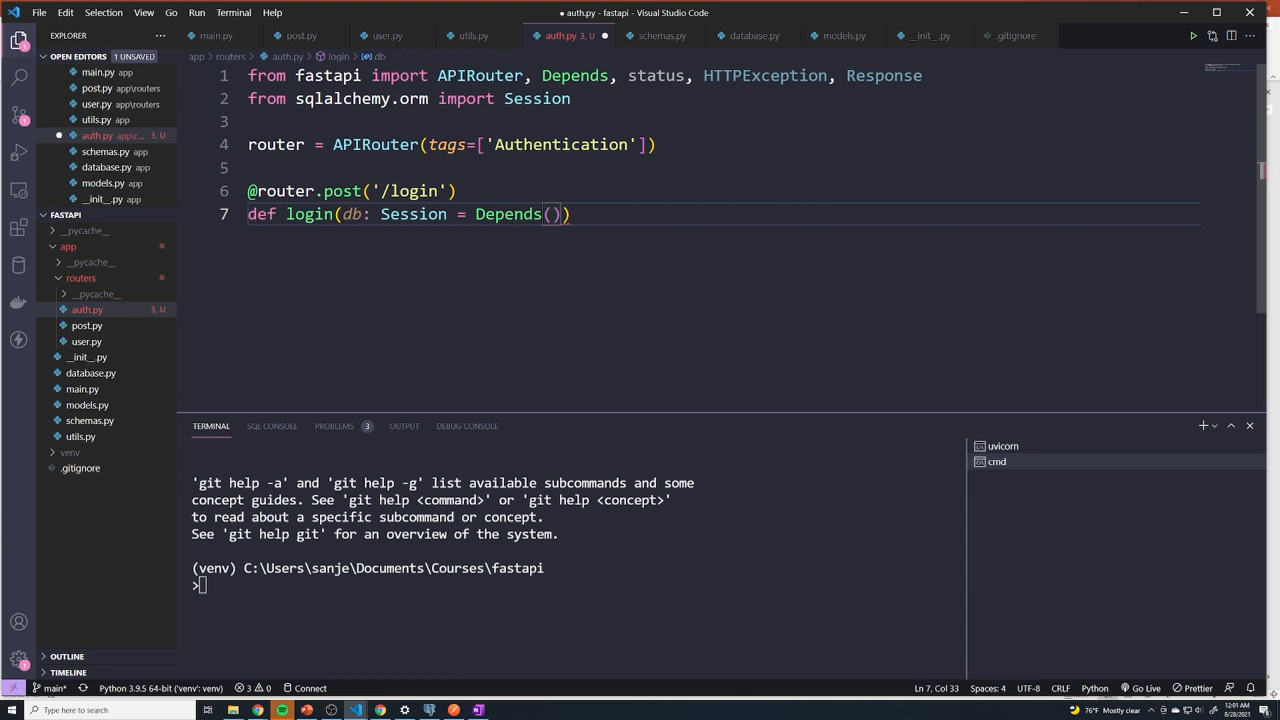 File Edit Selection View Go Run Terminal Help
● auth.py - fastapi - Visual Studio Code
EXPLORER
main.py
post.py
user.py
utils.py
auth.py 3, U
schemas.py
database.py
models.py
__init__.py
.gitignore
OPEN EDITORS 1 UNSAVED
main.py app
post.py app\routers
user.py app\routers
utils.py app
auth.py app\r... 3, U
schemas.py app
database.py app
models.py app
__init__.py app
FASTAPI
__pycache__
app
__pycache__
routers
__pycache__
auth.py 3, U
post.py
user.py
__init__.py
database.py
main.py
models.py
schemas.py
utils.py
venv
.gitignore
OUTLINE
TIMELINE
app > routers > auth.py > login > db
1 from fastapi import APIRouter, Depends, status, HTTPException, Response
2 from sqlalchemy.orm import Session
3
4 router = APIRouter(tags=['Authentication'])
5
6 @router.post('/login')
7 def login(db: Session = Depends())
TERMINAL SQL CONSOLE PROBLEMS 3 OUTPUT DEBUG CONSOLE
uvicorn
cmd
'git help -a' and 'git help -g' list available subcommands and some
concept guides. See 'git help <command>' or 'git help <concept>'
to read about a specific subcommand or concept.
See 'git help git' for an overview of the system.
(venv) C:\Users\sanje\Documents\Courses\fastapi
>
main* Python 3.9.5 64-bit ('venv': venv) 3 0 Connect
Ln 7, Col 33 Spaces: 4 UTF-8 CRLF Python Go Live Prettier
Type here to search
76°F Mostly clear
12:01 AM
8/28/2021